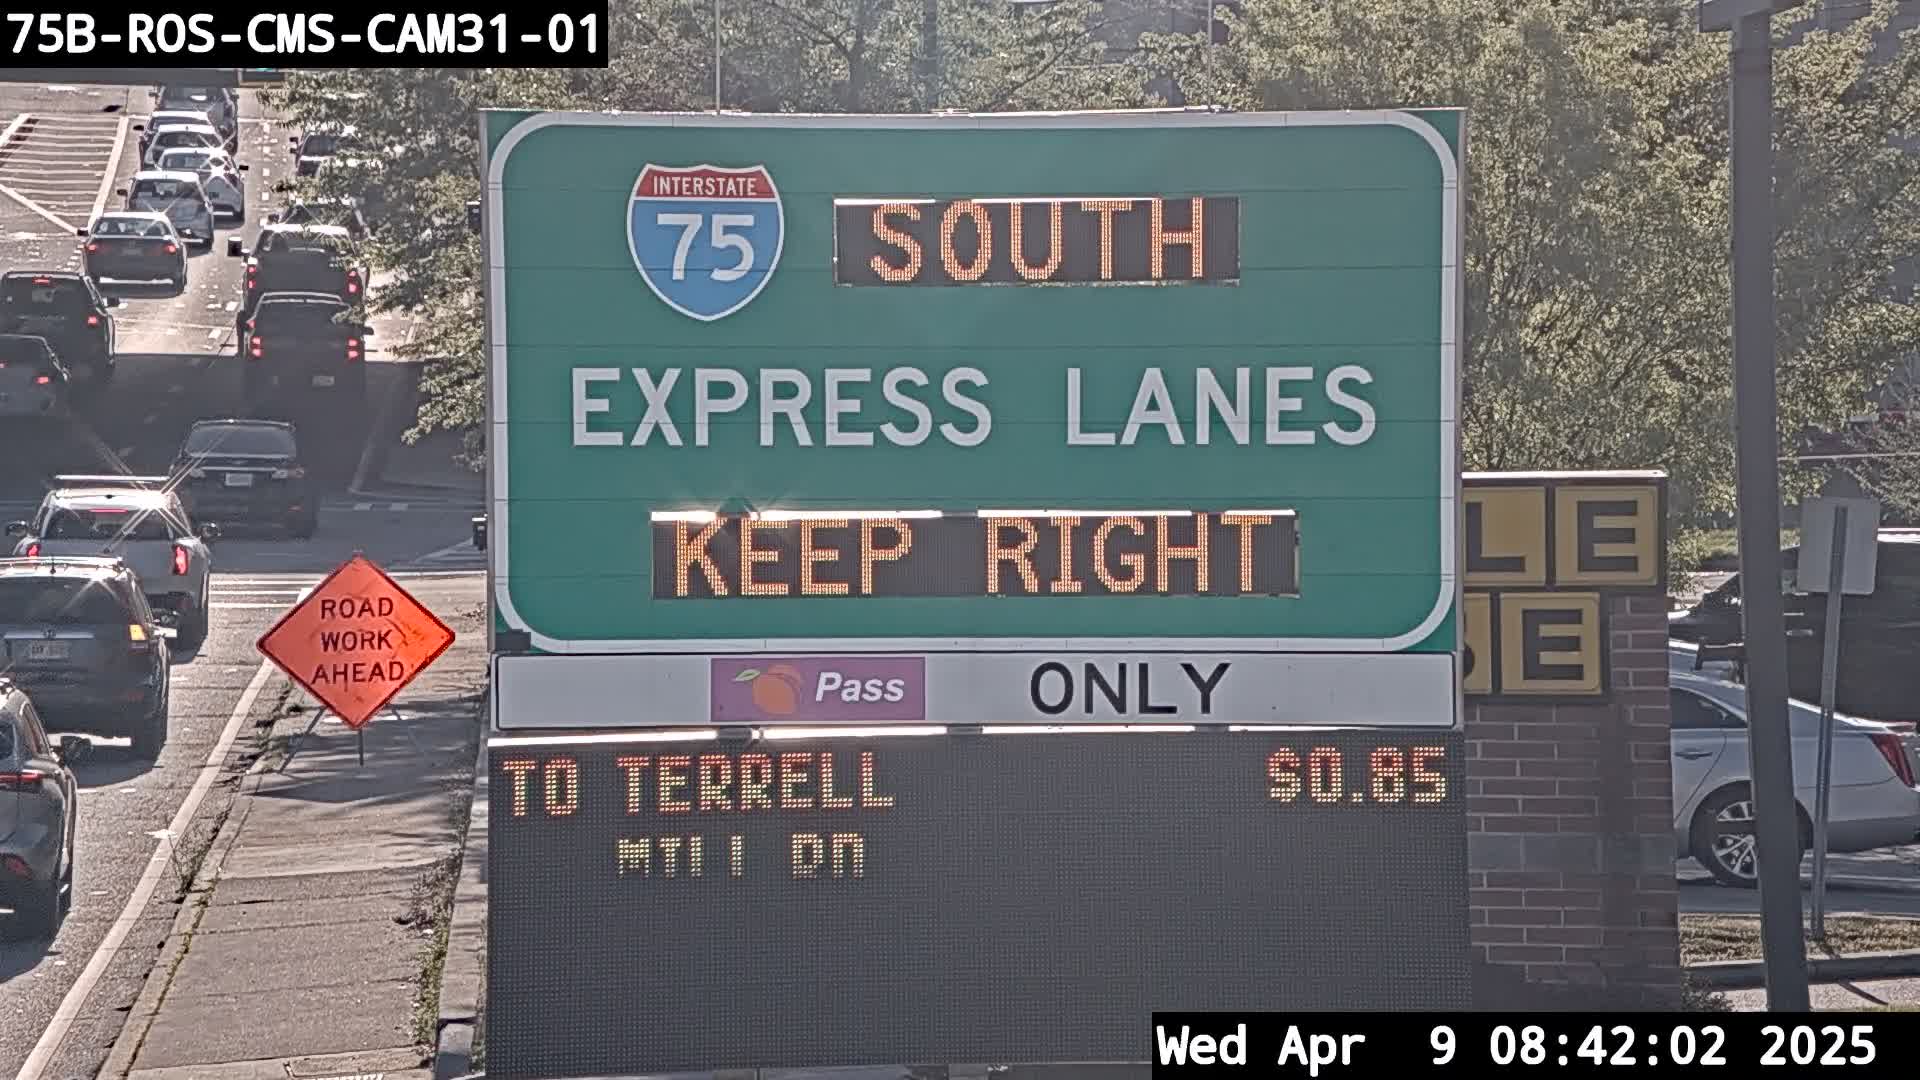 75B-ROS-CMS-CAM31-01
INTERSTATE
75
SOUTH
EXPRESS LANES
KEEP RIGHT
Pass ONLY
TO TERRELL $0.85
LE
E
ROAD
WORK
AHEAD
Wed Apr 9 08:42:02 2025